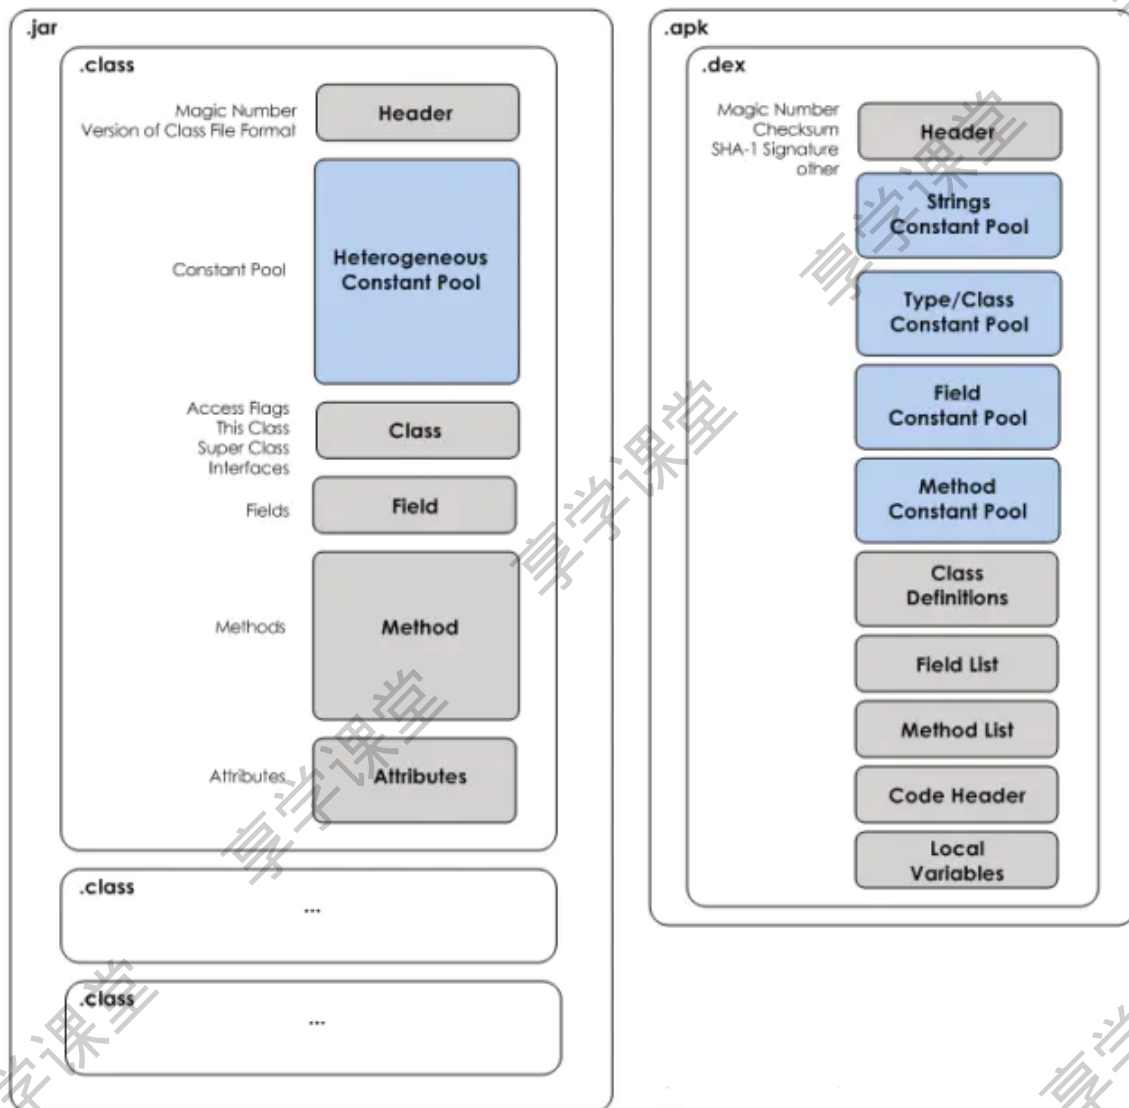 .jar
.class
Magic Number
Version of Class File Format
Header
Constant Pool
Heterogeneous
Constant Pool
Access Flags
This Class
Super Class
Interfaces
Class
Fields
Field
Methods
Method
Attributes
Attributes
.class
...
.class
...
.apk
.dex
Magic Number
Checksum
SHA-1 Signature
other
Header
Strings
Constant Pool
Type/Class
Constant Pool
Field
Constant Pool
Method
Constant Pool
Class
Definitions
Field List
Method List
Code Header
Local
Variables
享学课堂
享学课堂
享学课堂
享学课堂
享学